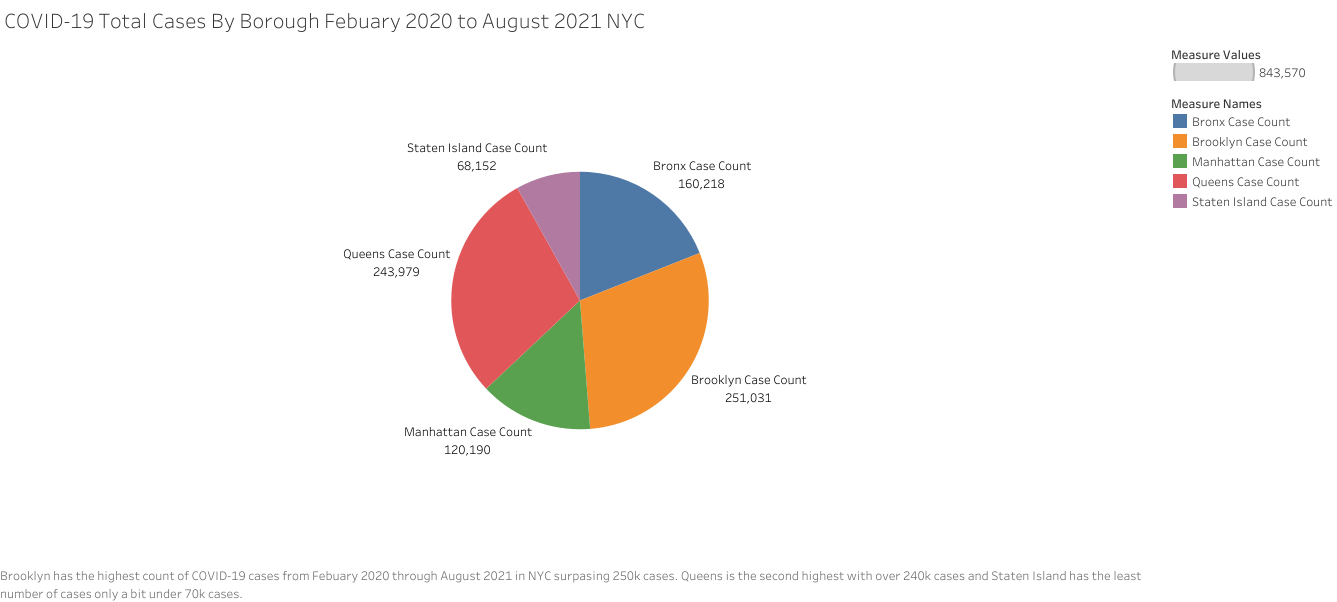 COVID-19 Total Cases By Borough Febuary 2020 to August 2021 NYC
Measure Values
843,570
Measure Names
Bronx Case Count
Brooklyn Case Count
Manhattan Case Count
Queens Case Count
Staten Island Case Count
Staten Island Case Count
68,152
Bronx Case Count
160,218
Queens Case Count
243,979
Brooklyn Case Count
251,031
Manhattan Case Count
120,190
Brooklyn has the highest count of COVID-19 cases from Febuary 2020 through August 2021 in NYC surpasing 250k cases. Queens is the second highest with over 240k cases and Staten Island has the least
number of cases only a bit under 70k cases.